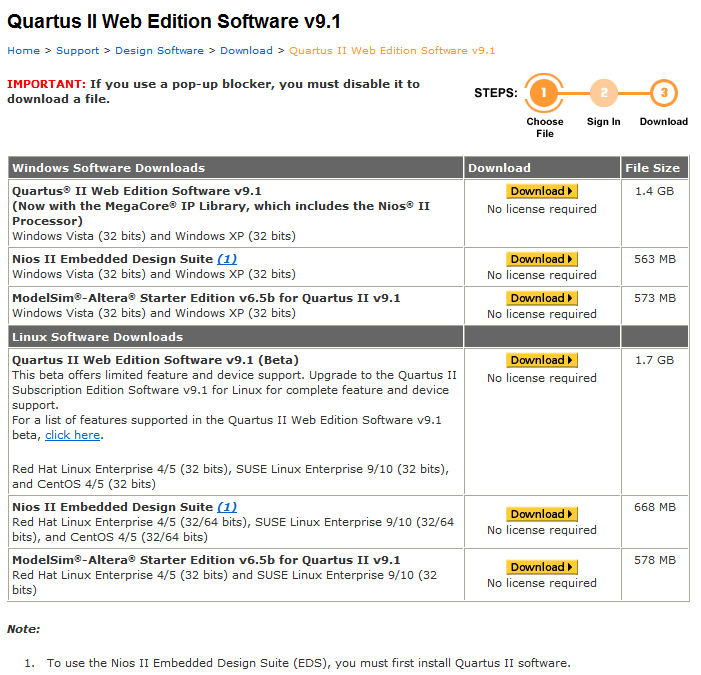 Quartus II Web Edition Software v9.1
Home > Support > Design Software > Download > Quartus II Web Edition Software v9.1
IMPORTANT: If you use a pop-up blocker, you must disable it to
download a file.
STEPS: 1 2 3
Choose File Sign In Download
Windows Software Downloads Download File Size
Quartus® II Web Edition Software v9.1
(Now with the MegaCore® IP Library, which includes the Nios® II
Processor)
Windows Vista (32 bits) and Windows XP (32 bits)
Download
No license required
1.4 GB
Nios II Embedded Design Suite (1)
Windows Vista (32 bits) and Windows XP (32 bits)
Download
No license required
563 MB
ModelSim®-Altera® Starter Edition v6.5b for Quartus II v9.1
Windows Vista (32 bits) and Windows XP (32 bits)
Download
No license required
573 MB
Linux Software Downloads
Quartus II Web Edition Software v9.1 (Beta)
This beta offers limited feature and device support. Upgrade to the Quartus II
Subscription Edition Software v9.1 for Linux for complete feature and device
support.
For a list of features supported in the Quartus II Web Edition Software v9.1
beta, click here.
Red Hat Linux Enterprise 4/5 (32 bits), SUSE Linux Enterprise 9/10 (32 bits),
and CentOS 4/5 (32 bits)
Download
No license required
1.7 GB
Nios II Embedded Design Suite (1)
Red Hat Linux Enterprise 4/5 (32/64 bits), SUSE Linux Enterprise 9/10 (32/64
bits), and CentOS 4/5 (32/64 bits)
Download
No license required
668 MB
ModelSim®-Altera® Starter Edition v6.5b for Quartus II v9.1
Red Hat Linux Enterprise 4/5 (32 bits) and SUSE Linux Enterprise 9/10 (32
bits)
Download
No license required
578 MB
Note:
1. To use the Nios II Embedded Design Suite (EDS), you must first install Quartus II software.